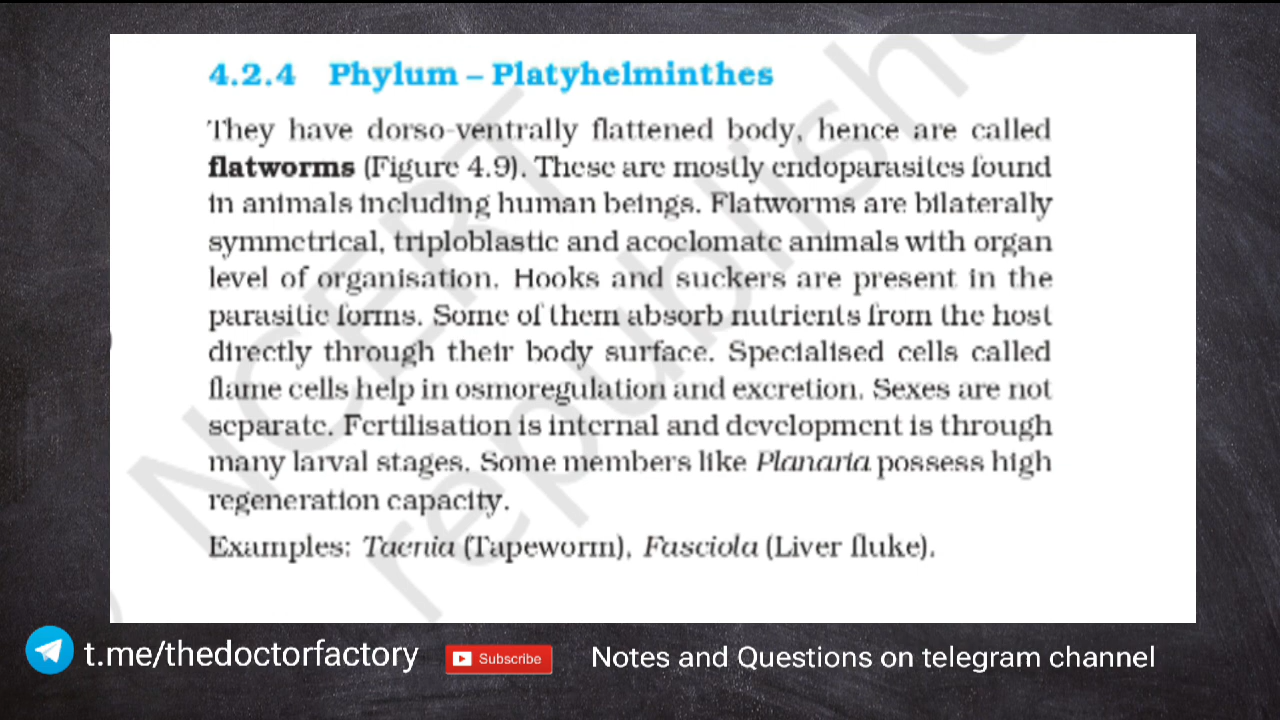 4.2.4 Phylum – Platyhelminthes
They have dorso-ventrally flattened body, hence are called
flatworms (Figure 4.9). These are mostly endoparasites found
in animals including human beings. Flatworms are bilaterally
symmetrical, triploblastic and acoelomate animals with organ
level of organisation. Hooks and suckers are present in the
parasitic forms. Some of them absorb nutrients from the host
directly through their body surface. Specialised cells called
flame cells help in osmoregulation and excretion. Sexes are not
separate. Fertilisation is internal and development is through
many larval stages. Some members like Planaria possess high
regeneration capacity.
Examples: Taenia (Tapeworm), Fasciola (Liver fluke).
NCERT
republishe
t.me/thedoctorfactory
Subscribe
Notes and Questions on telegram channel